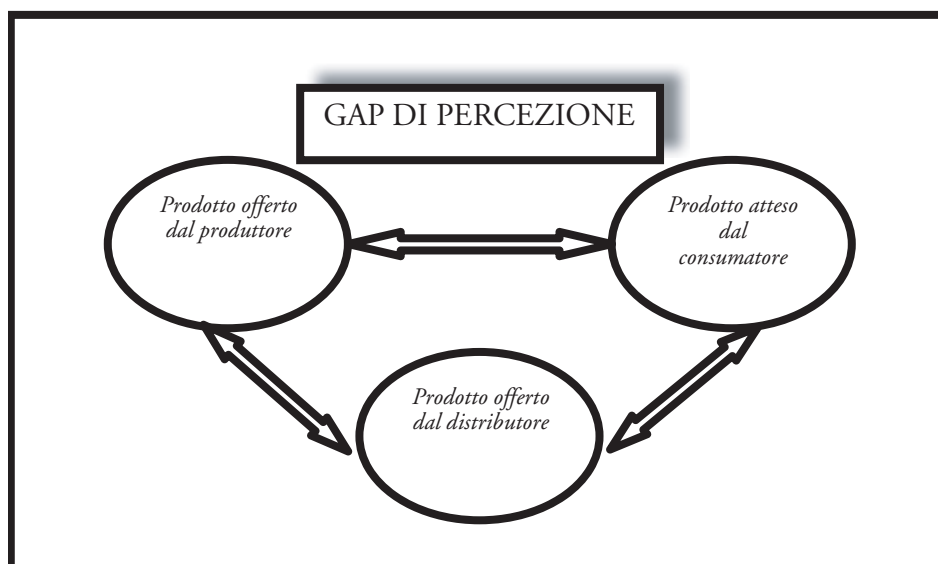 GAP DI PERCEZIONE
Prodotto offerto
dal produttore
Prodotto atteso
dal
consumatore
Prodotto offerto
dal distributore